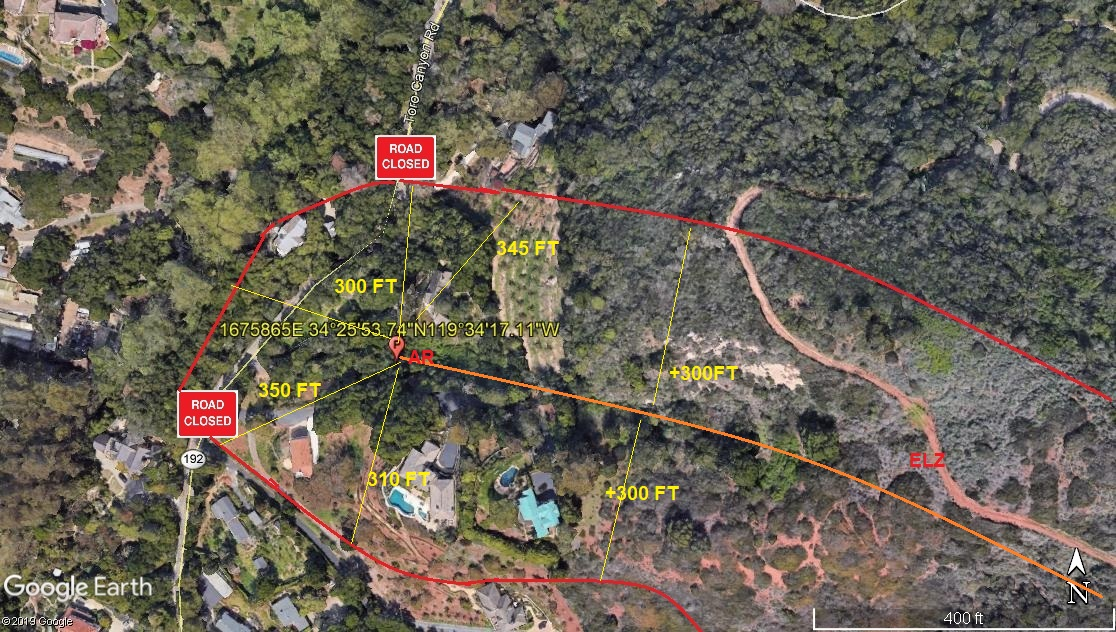 Toro Canyon Rd
ROAD
CLOSED
345 FT
300 FT
1675865E 34°25'53.74"N119°34'17.11"W
P
AR
+300FT
350 FT
ROAD
CLOSED
192
ELZ
310 FT
+300 FT
N
Google Earth
©2019 Google
400 ft